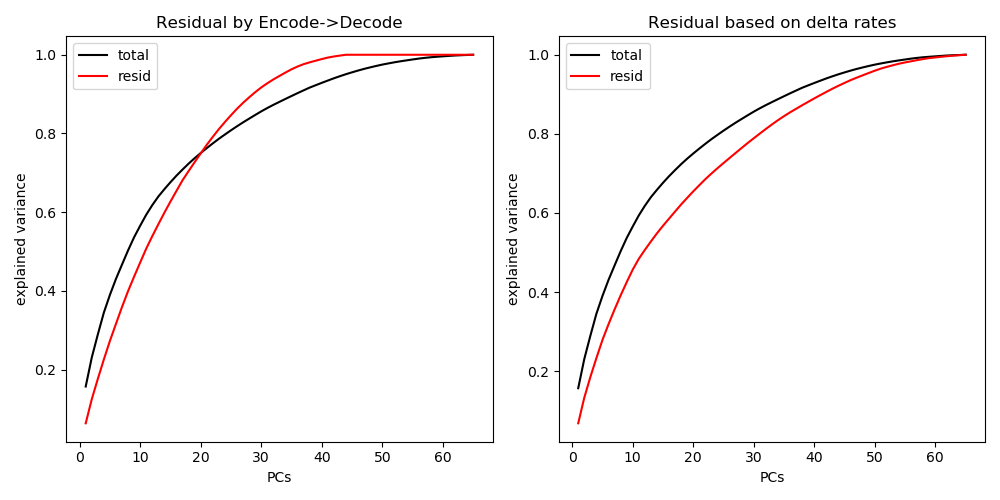 Residual by Encode->Decode
total
resid
1.0
0.8
0.6
0.4
0.2
explained variance
0 10 20 30 40 50 60
PCs
Residual based on delta rates
total
resid
1.0
0.8
0.6
0.4
0.2
explained variance
0 10 20 30 40 50 60
PCs